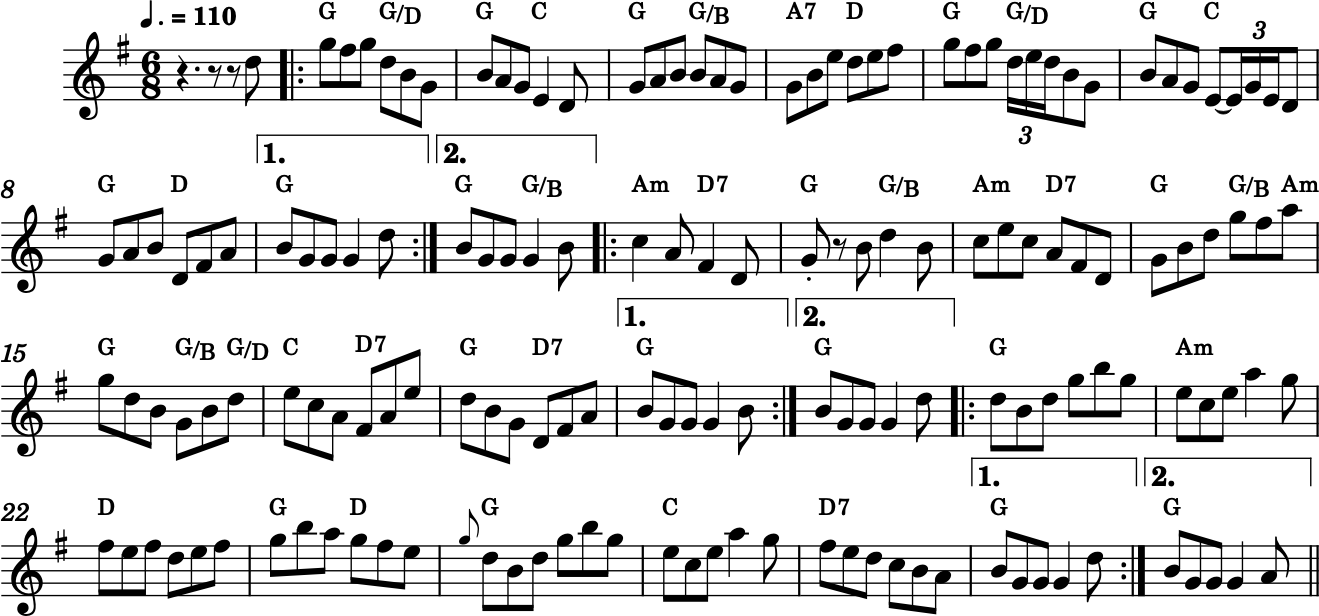 ♩. = 110
G G/D G C G G/B A7 D G G/D G C
6 8
3 3
1. 2.
8 G D G G G/B Am D7 G G/B Am D7 G G/B Am
1. 2.
15 G G/B G/D C D7 G D7 G G G Am
1. 2.
22 D G D G C D7 G G